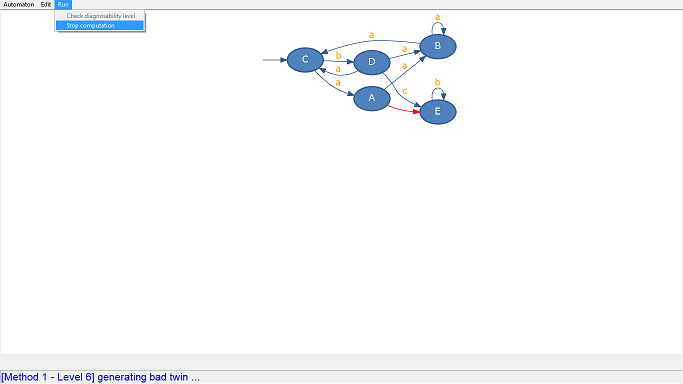 Automaton Edit Run
Check diagnosability level
Stop computation
a
a
B
C
b
D
a
a
a
a
A
c
b
E
[Method 1 - Level 6] generating bad twin ...